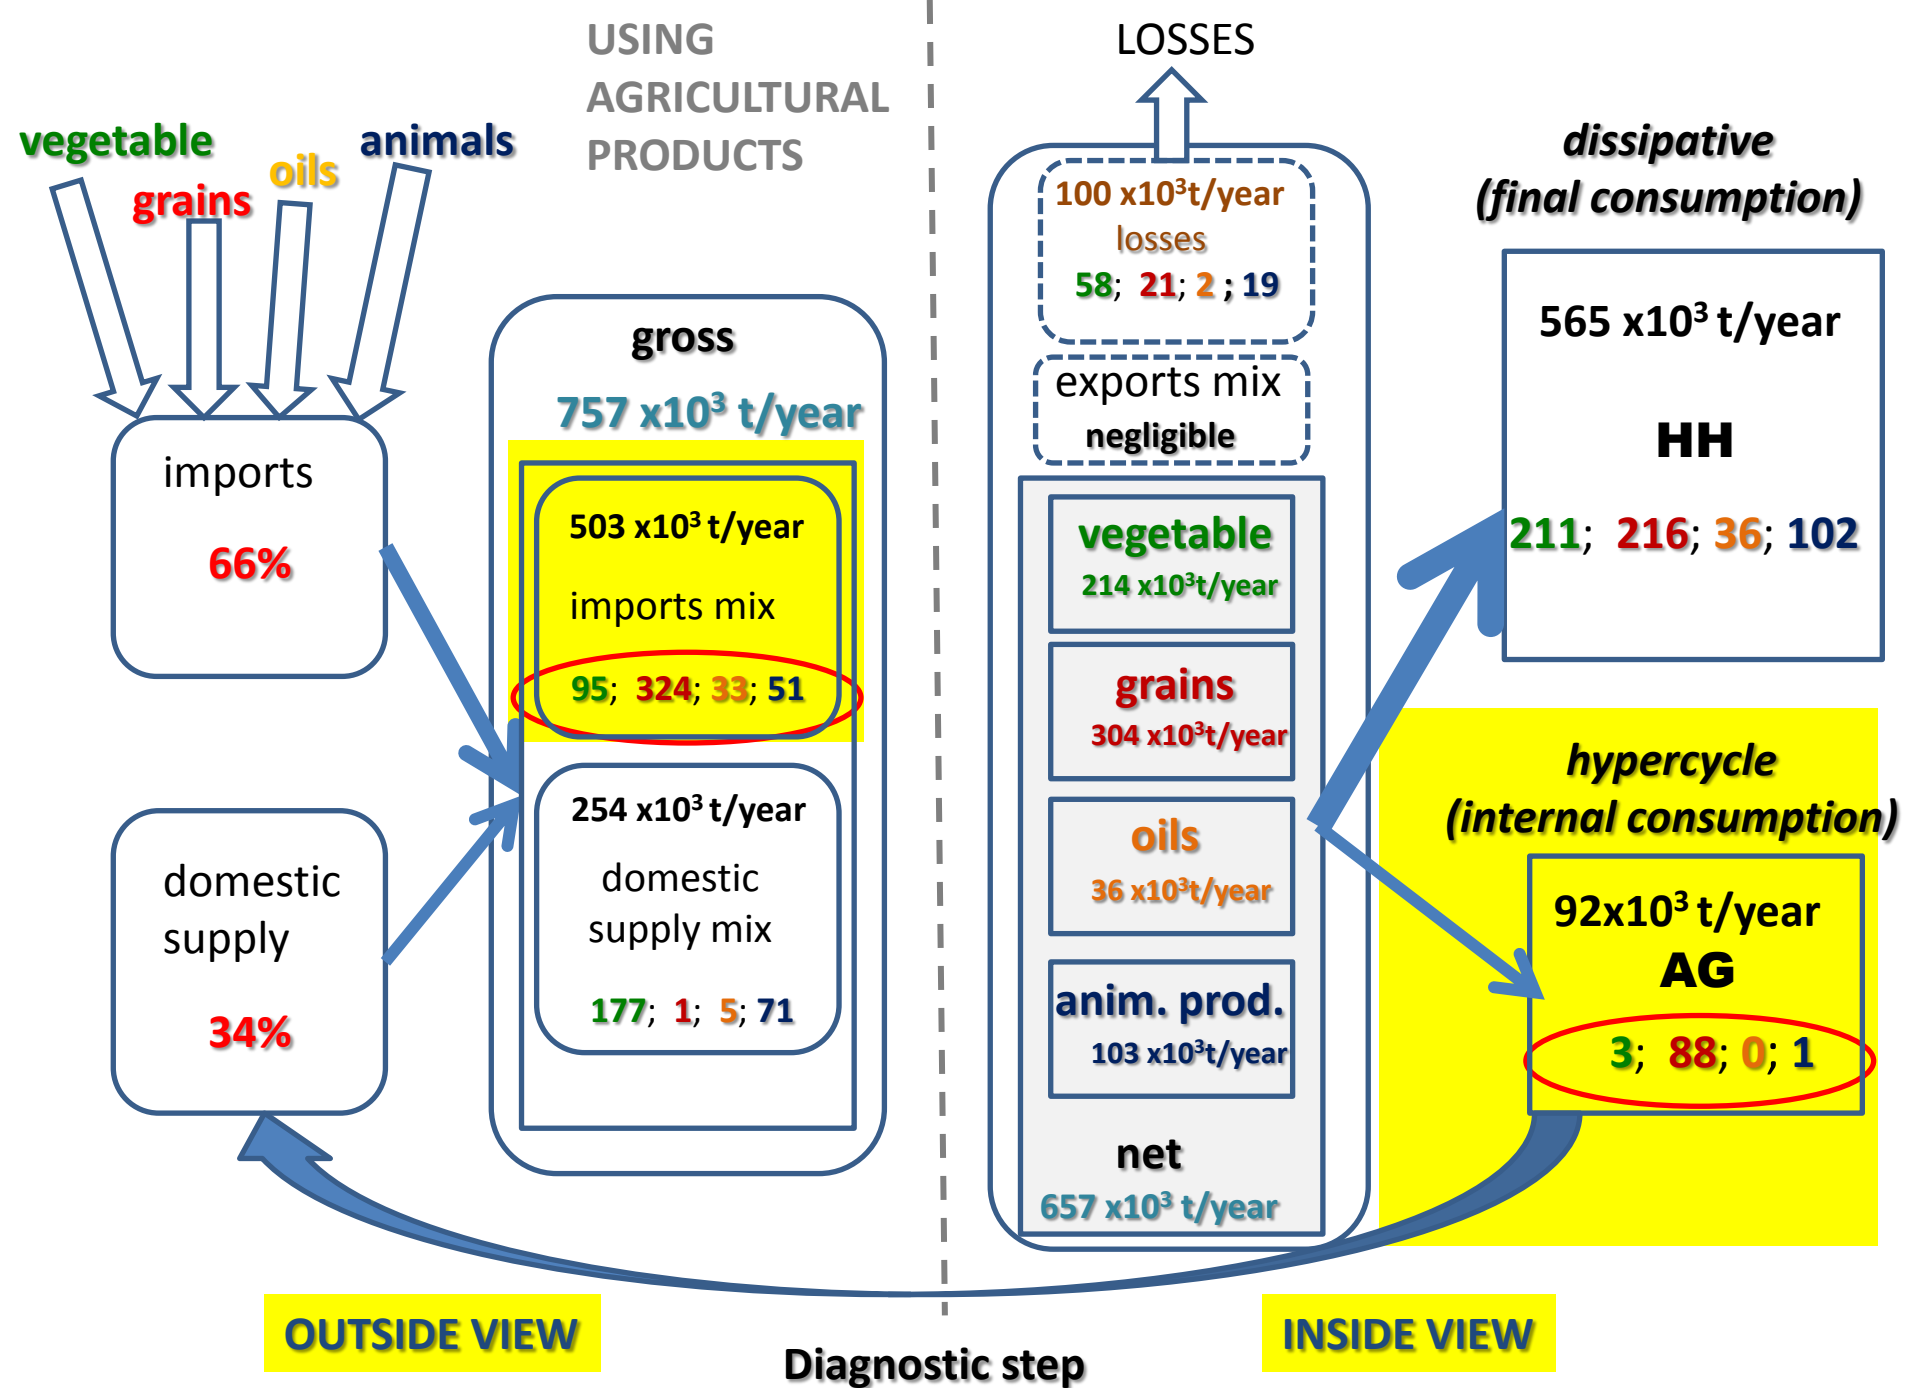 USING
AGRICULTURAL
PRODUCTS
vegetable
grains
oils
animals
imports
66%
domestic
supply
34%
gross
757 x10³ t/year
503 x10³ t/year
imports mix
95; 324; 33; 51
254 x10³ t/year
domestic
supply mix
177; 1; 5; 71
LOSSES
100 x10³t/year
losses
58; 21; 2 ; 19
exports mix
negligible
vegetable
214 x10³t/year
grains
304 x10³t/year
oils
36 x10³t/year
anim. prod.
103 x10³t/year
net
657 x10³ t/year
dissipative
(final consumption)
565 x10³ t/year
HH
211; 216; 36; 102
hypercycle
(internal consumption)
92x10³ t/year
AG
3; 88; 0; 1
OUTSIDE VIEW
Diagnostic step
INSIDE VIEW